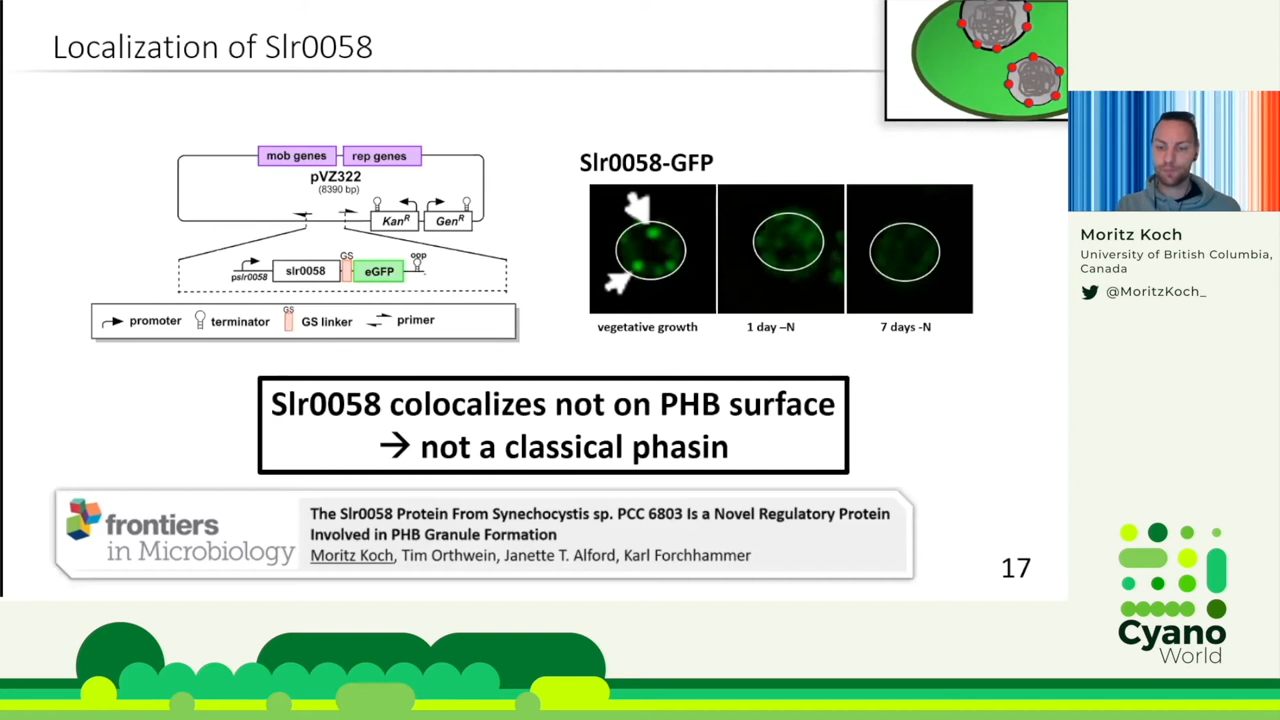 Localization of Slr0058
mob genes
rep genes
pVZ322
(8390 bp)
KanR
GenR
GS
oop
pslr0058
slr0058
eGFP
GS
promoter
terminator
GS linker
primer
Slr0058-GFP
vegetative growth
1 day –N
7 days -N
Slr0058 colocalizes not on PHB surface
→ not a classical phasin
frontiers
in Microbiology
The Slr0058 Protein From Synechocystis sp. PCC 6803 Is a Novel Regulatory Protein
Involved in PHB Granule Formation
Moritz Koch, Tim Orthwein, Janette T. Alford, Karl Forchhammer
17
Moritz Koch
University of British Columbia,
Canada
@MoritzKoch_
Cyano
World